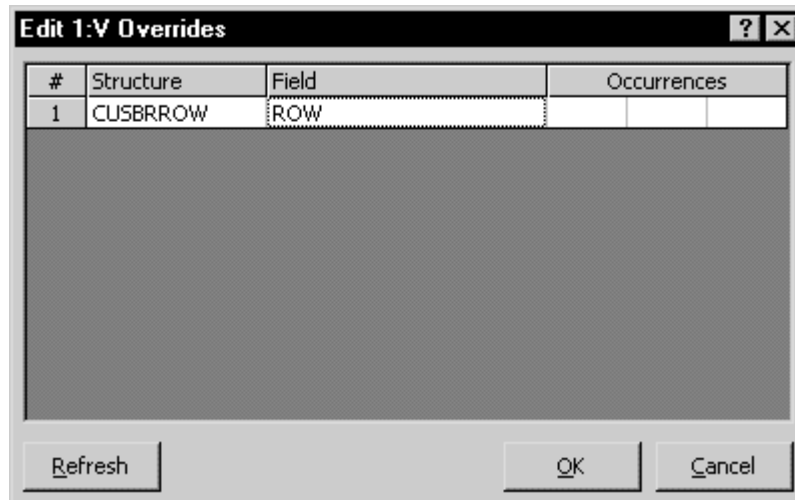 Edit 1:V Overrides ? X
# Structure Field Occurrences
1 CUSBRROW ROW
Refresh OK Cancel